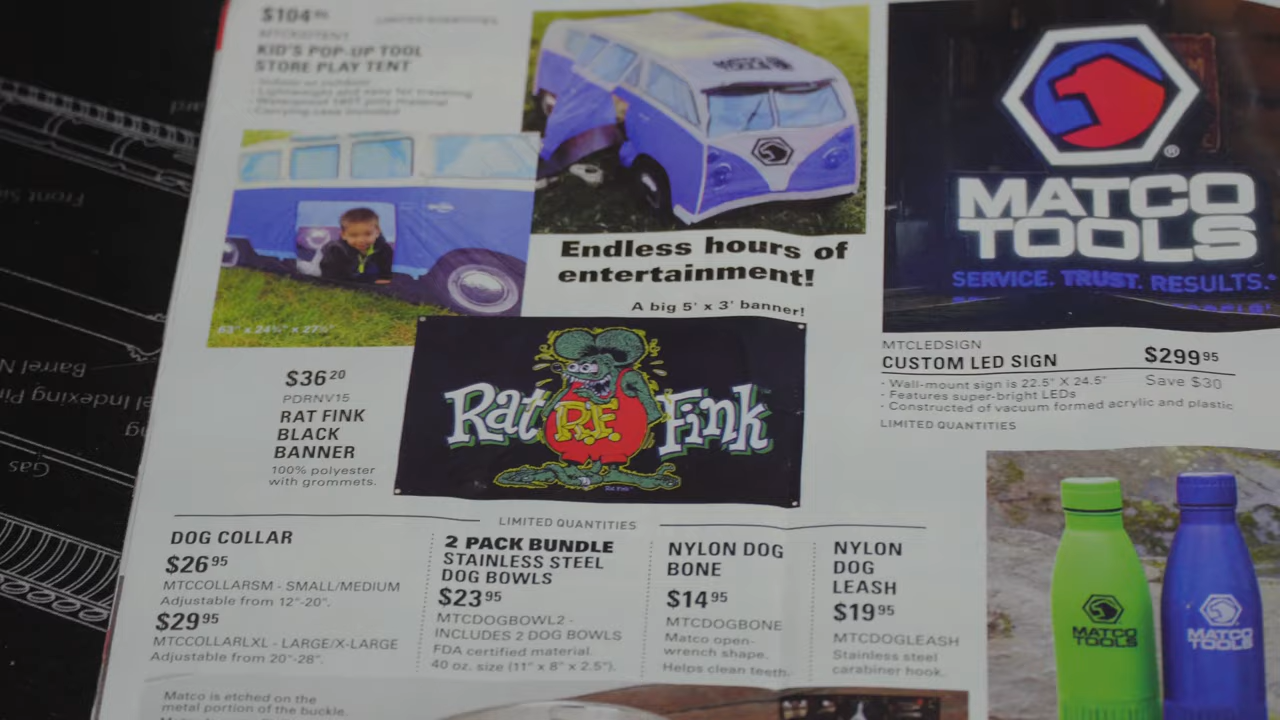 $104
LIMITED QUANTITIES
KID'S POP-UP TOOL
STORE PLAY TENT
Endless hours of
entertainment!
A big 5' x 3' banner!
$36 20
PDRNV15
RAT FINK
BLACK
BANNER
100% polyester
with grommets.
Rat R.F. Fink
MATCO
TOOLS
®
SERVICE. TRUST. RESULTS.
MTCLEDSIGN
CUSTOM LED SIGN $299 95
- Wall-mount sign is 22.5" X 24.5" Save $30
- Features super-bright LEDs
- Constructed of vacuum formed acrylic and plastic
LIMITED QUANTITIES
LIMITED QUANTITIES
DOG COLLAR
$26 95
MTCCOLLARSM - SMALL/MEDIUM
Adjustable from 12"-20".
$29 95
MTCCOLLARLXL - LARGE/X-LARGE
Adjustable from 20"-28".
2 PACK BUNDLE
STAINLESS STEEL
DOG BOWLS
$23 95
MTCDOGBOWL2 -
INCLUDES 2 DOG BOWLS
FDA certified material.
40 oz. size (11" x 8" x 2.5").
NYLON DOG
BONE
$14 95
MTCDOGBONE
Matco open-
wrench shape.
Helps clean teeth.
NYLON
DOG
LEASH
$19 95
MTCDOGLEASH
Stainless steel
carabiner hook.
Matco is etched on the
metal portion of the buckle.
MATCO
TOOLS
MATCO
TOOLS
Front
Barrel N
Indexing Pi
Gas